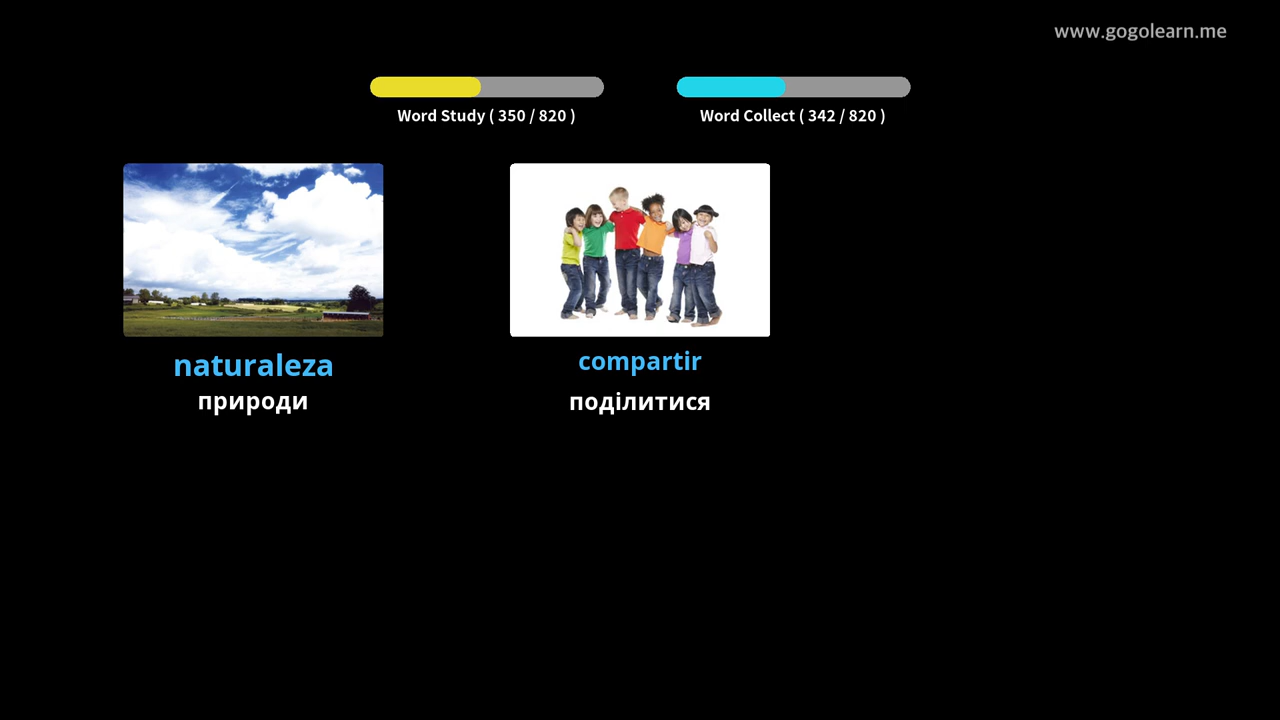 www.gogolearn.me
Word Study ( 350 / 820 )
Word Collect ( 342 / 820 )
naturaleza
природи
compartir
поділитися